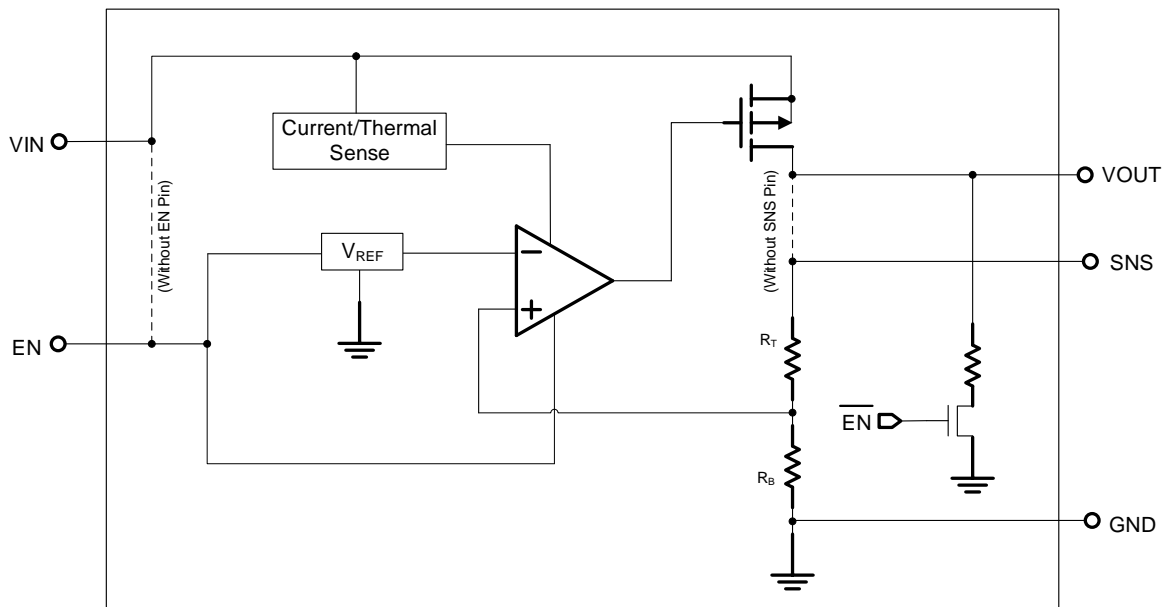 Current/Thermal
Sense
VIN
(Without EN Pin)
(Without SNS Pin)
VOUT
VREF
−
SNS
+
EN
RT
EN
RB
GND